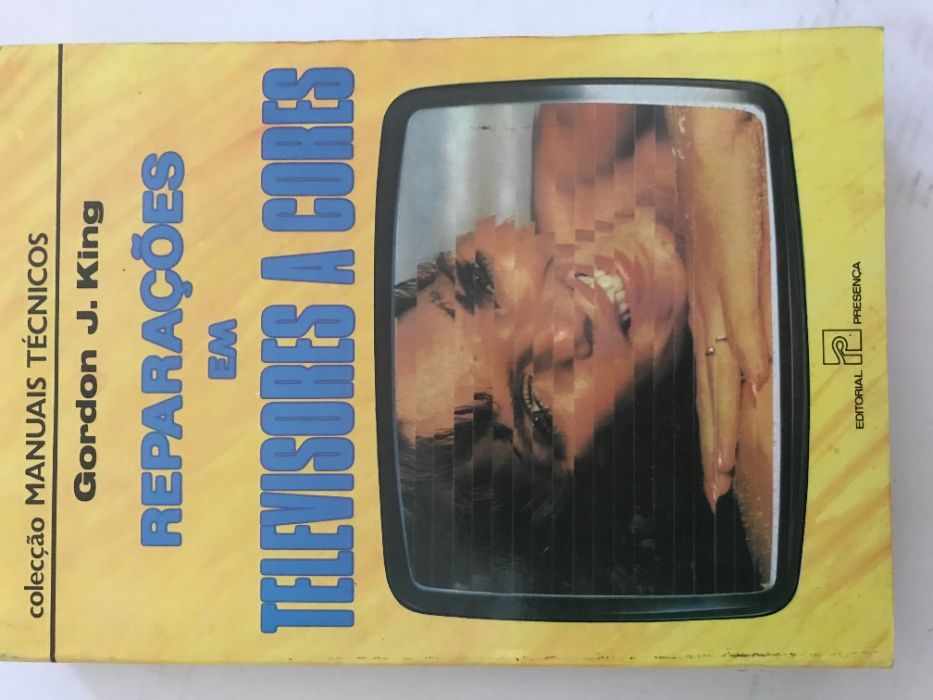 colecção MANUAIS TÉCNICOS
Gordon J. King
REPARAÇÕES
EM
TELEVISORES A CORES
EDITORIAL PRESENÇA